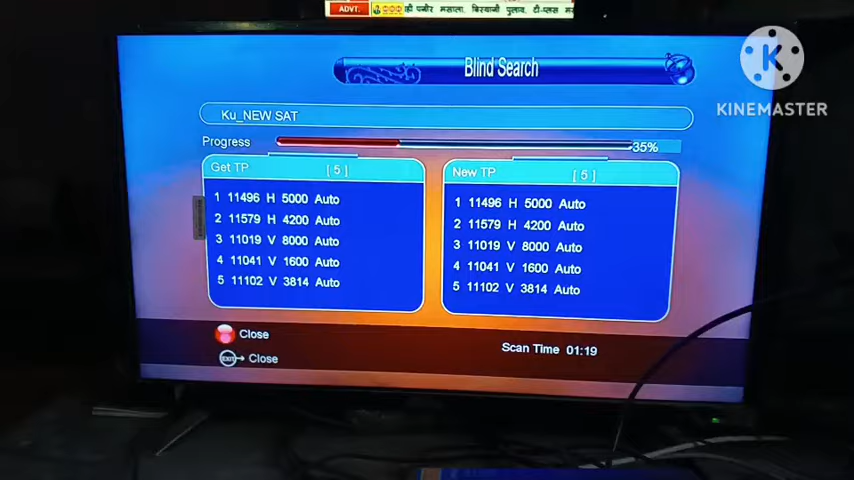 ADVT. ही पनीर मसाला, बिरयानी पुलाव, टी-प्लस म
KINEMASTER
Blind Search
Ku_NEW SAT
Progress 35%
Get TP [ 5 ]
1 11496 H 5000 Auto
2 11579 H 4200 Auto
3 11019 V 8000 Auto
4 11041 V 1600 Auto
5 11102 V 3814 Auto
New TP [ 5 ]
1 11496 H 5000 Auto
2 11579 H 4200 Auto
3 11019 V 8000 Auto
4 11041 V 1600 Auto
5 11102 V 3814 Auto
Close
EXIT Close
Scan Time 01:19